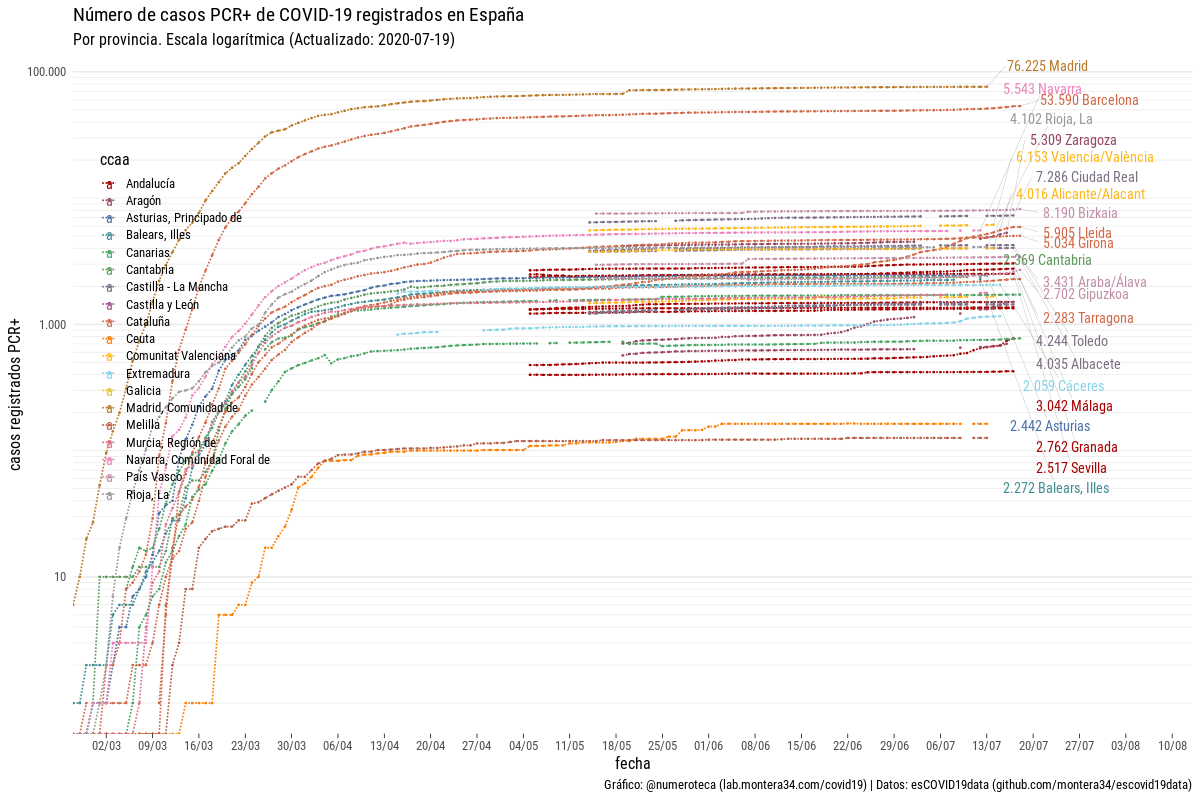 Número de casos PCR+ de COVID-19 registrados en España
Por provincia. Escala logarítmica (Actualizado: 2020-07-19)
100.000
1.000
10
casos registrados PCR+
ccaa
Andalucía
Aragón
Asturias, Principado de
Balears, Illes
Canarias
Cantabria
Castilla - La Mancha
Castilla y León
Cataluña
Ceuta
Comunitat Valenciana
Extremadura
Galicia
Madrid, Comunidad de
Melilla
Murcia, Región de
Navarra, Comunidad Foral de
País Vasco
Rioja, La
76.225 Madrid
5.543 Navarra
53.590 Barcelona
4.102 Rioja, La
5.309 Zaragoza
6.153 Valencia/València
7.286 Ciudad Real
4.016 Alicante/Alacant
8.190 Bizkaia
5.905 Lleida
5.034 Girona
2.369 Cantabria
3.431 Araba/Álava
2.702 Gipuzkoa
2.283 Tarragona
4.244 Toledo
4.035 Albacete
2.059 Cáceres
3.042 Málaga
2.442 Asturias
2.762 Granada
2.517 Sevilla
2.272 Balears, Illes
02/03 09/03 16/03 23/03 30/03 06/04 13/04 20/04 27/04 04/05 11/05 18/05 25/05 01/06 08/06 15/06 22/06 29/06 06/07 13/07 20/07 27/07 03/08 10/08
fecha
Gráfico: @numeroteca (lab.montera34.com/covid19) | Datos: esCOVID19data (github.com/montera34/escovid19data)